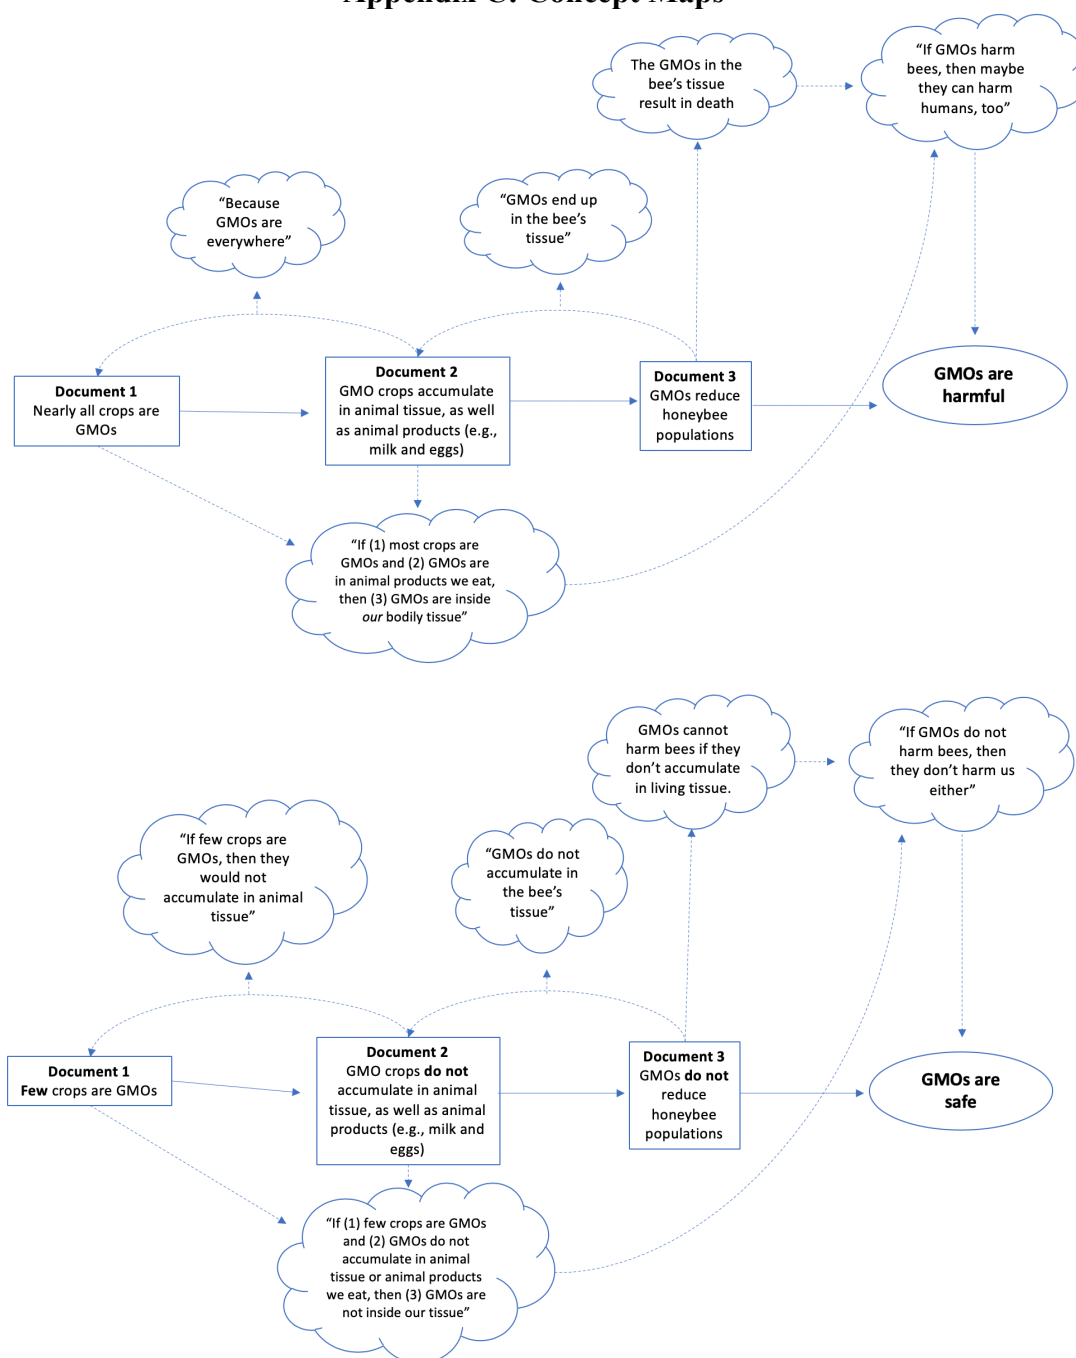 Appendix C: Concept Maps
“If GMOs harm
bees, then maybe
they can harm
humans, too”
The GMOs in the
bee’s tissue
result in death
“Because
GMOs are
everywhere”
“GMOs end up
in the bee’s
tissue”
Document 1
Nearly all crops are
GMOs
Document 2
GMO crops accumulate
in animal tissue, as well
as animal products (e.g.,
milk and eggs)
Document 3
GMOs reduce
honeybee
populations
GMOs are
harmful
“If (1) most crops are
GMOs and (2) GMOs are
in animal products we eat,
then (3) GMOs are inside
our bodily tissue”
GMOs cannot
harm bees if they
don’t accumulate
in living tissue.
“If GMOs do not
harm bees, then
they don’t harm us
either”
“If few crops are
GMOs, then they
would not
accumulate in animal
tissue”
“GMOs do not
accumulate in
the bee’s
tissue”
Document 1
Few crops are GMOs
Document 2
GMO crops do not
accumulate in animal
tissue, as well as animal
products (e.g., milk and
eggs)
Document 3
GMOs do not
reduce
honeybee
populations
GMOs are
safe
“If (1) few crops are GMOs
and (2) GMOs do not
accumulate in animal
tissue or animal products
we eat, then (3) GMOs are
not inside our tissue”